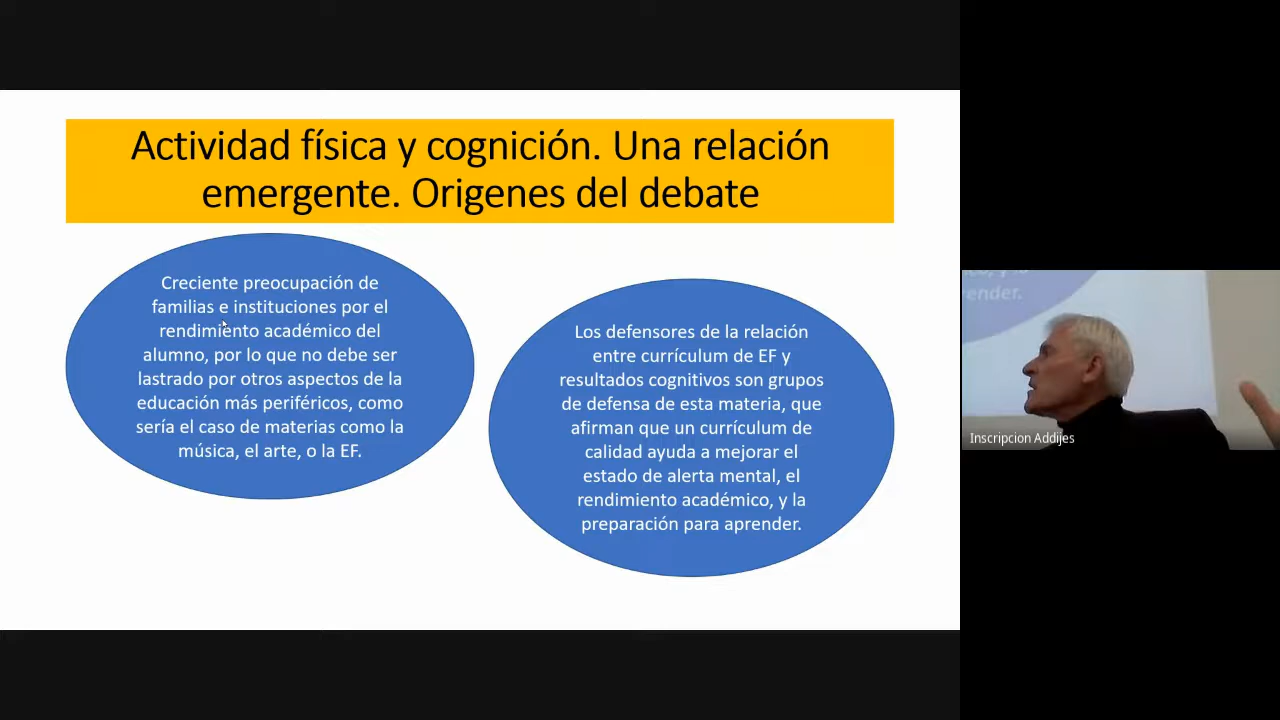 Actividad física y cognición. Una relación
emergente. Origenes del debate
Creciente preocupación de
familias e instituciones por el
rendimiento académico del
alumno, por lo que no debe ser
lastrado por otros aspectos de la
educación más periféricos, como
sería el caso de materias como la
música, el arte, o la EF.
Los defensores de la relación
entre currículum de EF y
resultados cognitivos son grupos
de defensa de esta materia, que
afirman que un currículum de
calidad ayuda a mejorar el
estado de alerta mental, el
rendimiento académico, y la
preparación para aprender.
ender.
Inscripcion Addijes